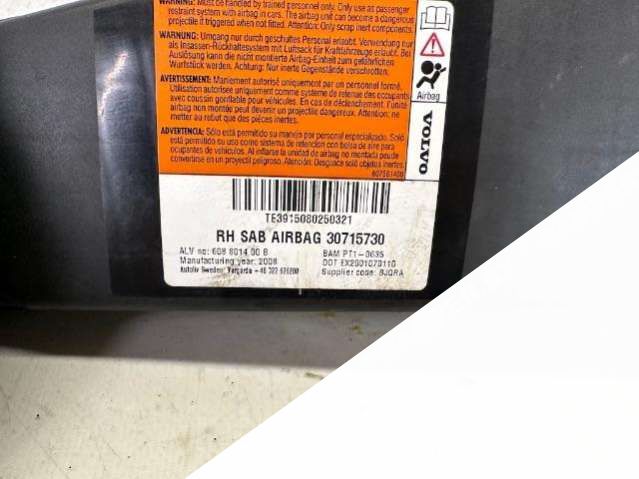 WARNING: Must be handled by trained personnel only. Use only as passenger
restraint system with airbag in cars. The airbag unit can become a dangerous
projectile if triggered when not fitted. Attention! Only scrap inert components.
WARNUNG: Umgang nur durch geschultes Personal erlaubt. Verwendung nur
als Insassen-Rückhaltesystem mit Luftsack für Kraftfahrzeuge erlaubt. Bei
Auslösung kann die nicht montierte Airbag-Einheit zum gefährlichen
Wurfstück werden. Achtung: Nur inerte Gegenstände verschrotten.
AVERTISSEMENT: Maniement autorisé uniquement par un personnel formé.
Utilisation autorisée uniquement comme système de retenue des occupants
avec coussin gonflable pour véhicules. En cas de déclenchement, l'unité
airbag non montée peut devenir un projectile dangereux. Attention: ne
mettre au rebut que des pièces inertes.
ADVERTENCIA: Sólo está permitido su manejo por personal especializado. Solo
está permitido su uso como sistema de retención con bolsa de aire para
ocupantes de vehículos. Al inflarse la unidad de airbag no montada puede
convertirse en un proyectil peligroso. Atención: Desechar sólo objetos inertes.
Airbag
VOLVO
TE3915080250321
RH SAB AIRBAG 30715730
ALV no: 608 8014 00 B
BAM PT1-0635
Manufacturing year: 2008
DOT EX2001070110
Autoliv Sweden, Vargarda
Supplier code: BJQRA